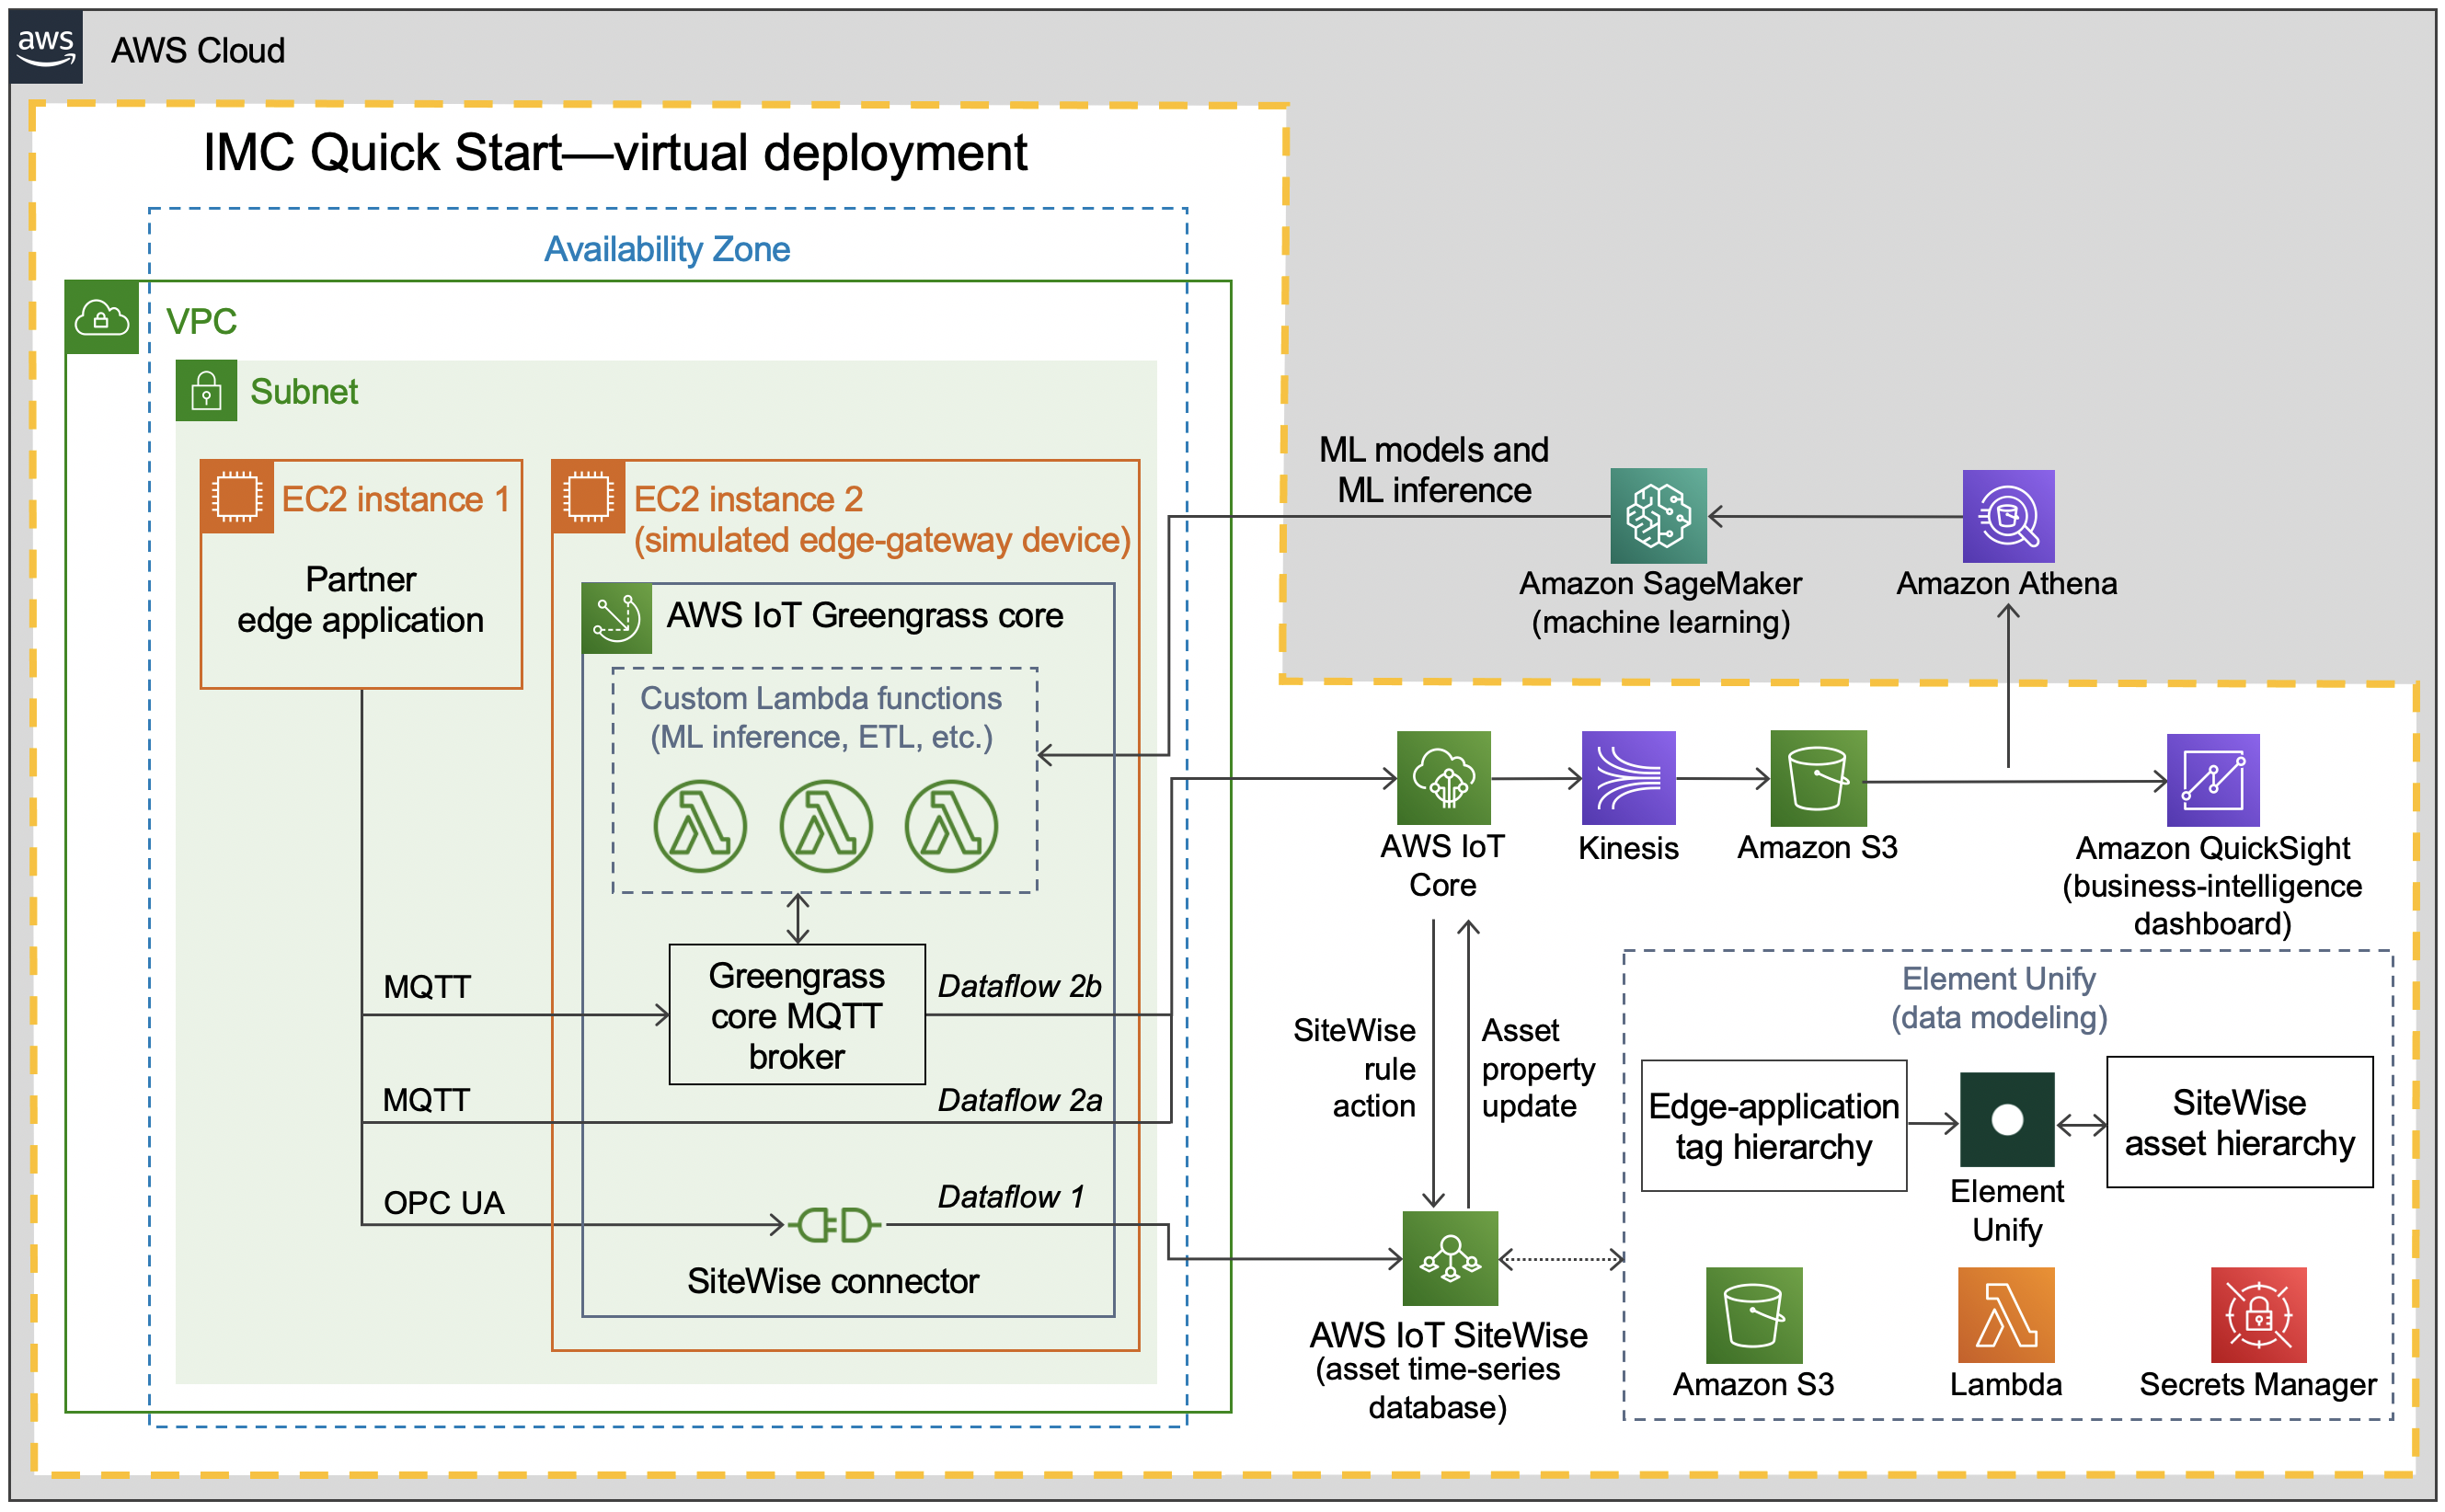 aws
AWS Cloud
IMC Quick Start—virtual deployment
Availability Zone
VPC
Subnet
EC2 instance 1
Partner
edge application
EC2 instance 2
(simulated edge-gateway device)
AWS IoT Greengrass core
Custom Lambda functions
(ML inference, ETL, etc.)
MQTT
Greengrass
core MQTT
broker
Dataflow 2b
MQTT
Dataflow 2a
OPC UA
Dataflow 1
SiteWise connector
ML models and
ML inference
Amazon SageMaker
(machine learning)
Amazon Athena
AWS IoT
Core
Kinesis
Amazon S3
Amazon QuickSight
(business-intelligence
dashboard)
SiteWise
rule
action
Asset
property
update
AWS IoT SiteWise
(asset time-series
database)
Element Unify
(data modeling)
Edge-application
tag hierarchy
Element
Unify
SiteWise
asset hierarchy
Amazon S3
Lambda
Secrets Manager